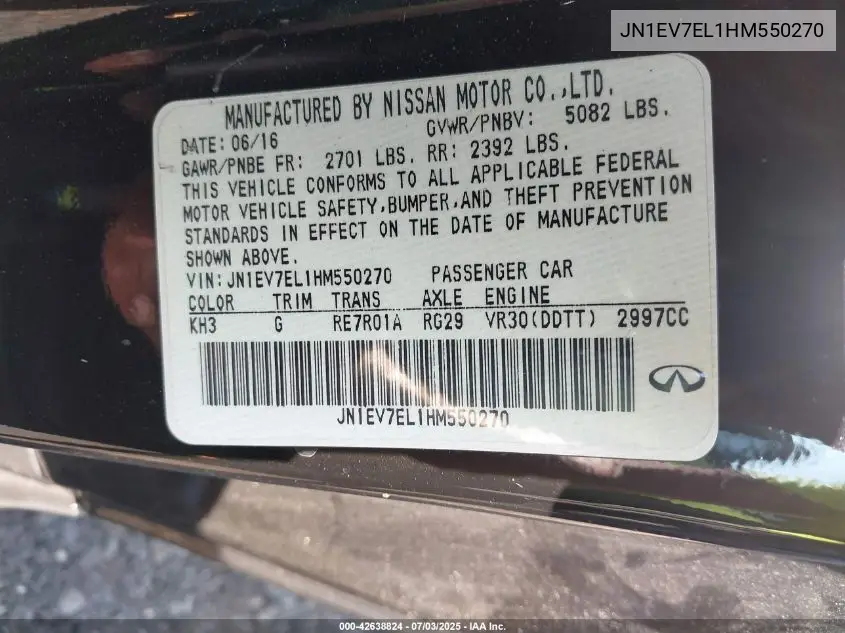 JN1EV7EL1HM550270
MANUFACTURED BY NISSAN MOTOR CO.,LTD.
DATE: 06/16 GVWR/PNBV: 5082 LBS.
GAWR/PNBE FR: 2701 LBS. RR: 2392 LBS.
THIS VEHICLE CONFORMS TO ALL APPLICABLE FEDERAL
MOTOR VEHICLE SAFETY,BUMPER,AND THEFT PREVENTION
STANDARDS IN EFFECT ON THE DATE OF MANUFACTURE
SHOWN ABOVE.
VIN: JN1EV7EL1HM550270 PASSENGER CAR
COLOR TRIM TRANS AXLE ENGINE
KH3 G RE7R01A RG29 VR30(DDTT) 2997CC
JN1EV7EL1HM550270
000-42638824 - 07/03/2025 - IAA Inc.